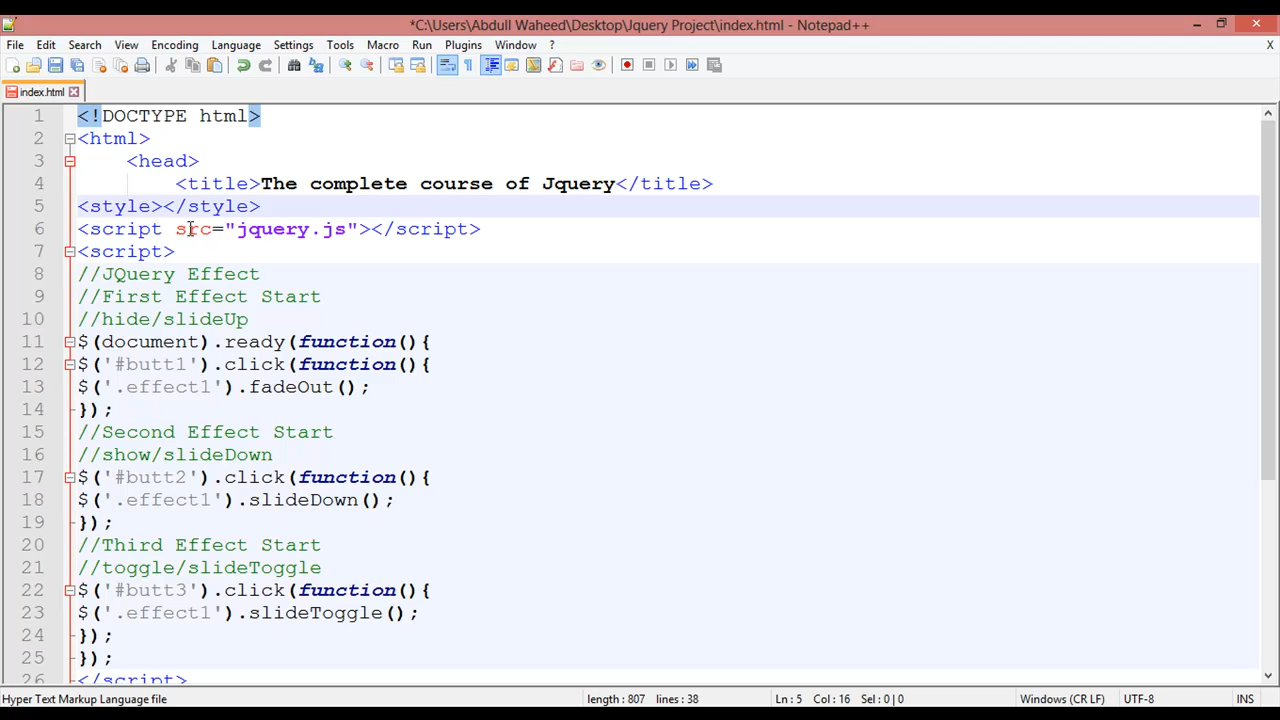 *C:\Users\Abdull Waheed\Desktop\Jquery Project\index.html - Notepad++
File Edit Search View Encoding Language Settings Tools Macro Run Plugins Window ? X
index.html
1 <!DOCTYPE html>
2 <html>
3 <head>
4 <title>The complete course of Jquery</title>
5 <style></style>
6 <script src="jquery.js"></script>
7 <script>
8 //JQuery Effect
9 //First Effect Start
10 //hide/slideUp
11 $(document).ready(function(){
12 $('#butt1').click(function(){
13 $('.effect1').fadeOut();
14 });
15 //Second Effect Start
16 //show/slideDown
17 $('#butt2').click(function(){
18 $('.effect1').slideDown();
19 });
20 //Third Effect Start
21 //toggle/slideToggle
22 $('#butt3').click(function(){
23 $('.effect1').slideToggle();
24 });
25 });
26 </script>
Hyper Text Markup Language file length : 807 lines : 38 Ln : 5 Col : 16 Sel : 0 | 0 Windows (CR LF) UTF-8 INS